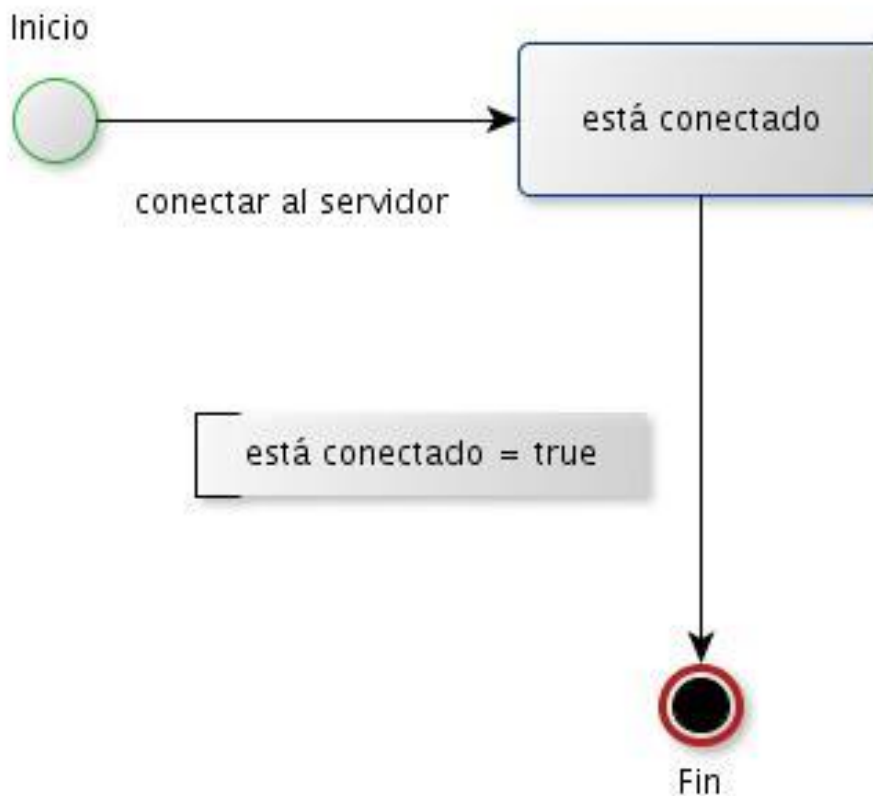 Inicio
está conectado
conectar al servidor
está conectado = true
Fin